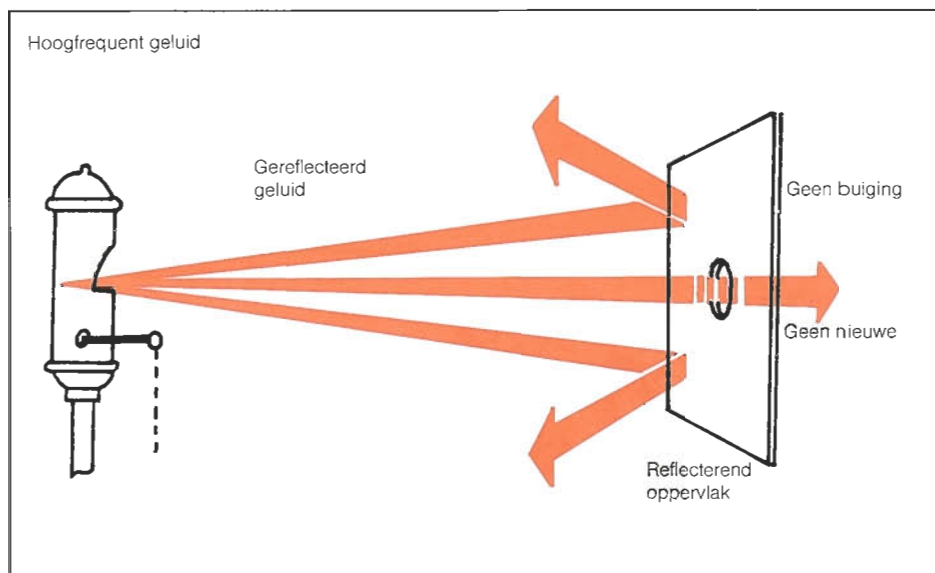 Hoogfrequent geluid
Gereflecteerd
geluid
Geen buiging
Geen nieuwe
Reflecterend
oppervlak